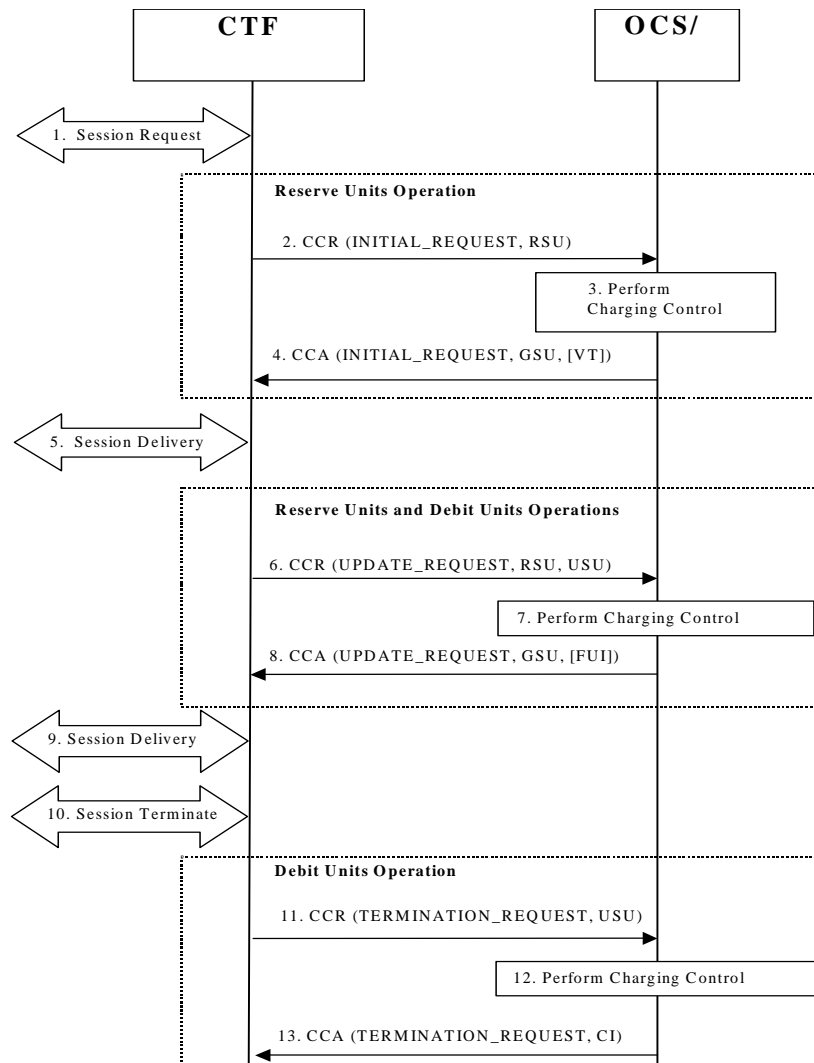 CTF
OCS/
1. Session Request
Reserve Units Operation
2. CCR (INITIAL_REQUEST, RSU)
3. Perform
Charging Control
4. CCA (INITIAL_REQUEST, GSU, [VT])
5. Session Delivery
Reserve Units and Debit Units Operations
6. CCR (UPDATE_REQUEST, RSU, USU)
7. Perform Charging Control
8. CCA (UPDATE_REQUEST, GSU, [FUI])
9. Session Delivery
10. Session Terminate
Debit Units Operation
11. CCR (TERMINATION_REQUEST, USU)
12. Perform Charging Control
13. CCA (TERMINATION_REQUEST, CI)